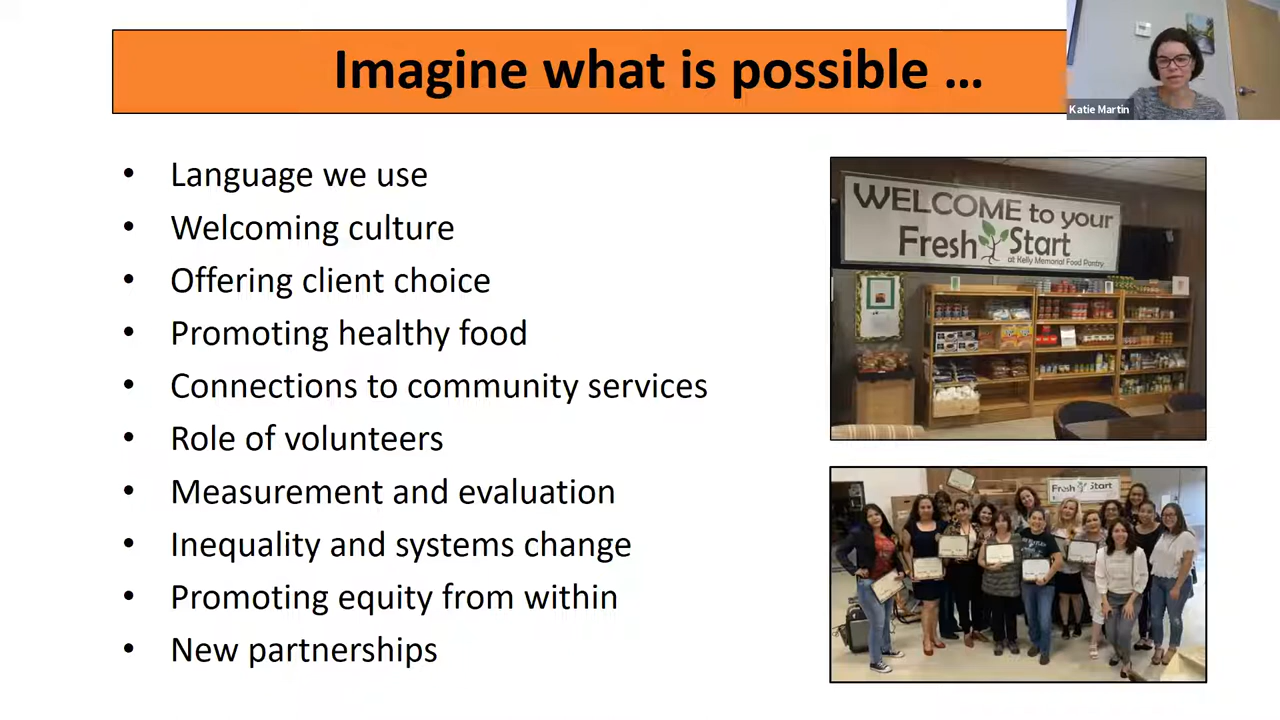 Imagine what is possible ...
Katie Martin
• Language we use
• Welcoming culture
• Offering client choice
• Promoting healthy food
• Connections to community services
• Role of volunteers
• Measurement and evaluation
• Inequality and systems change
• Promoting equity from within
• New partnerships
WELCOME to your
Fresh Start
at Kelly Memorial Food Pantry
Fresh Start